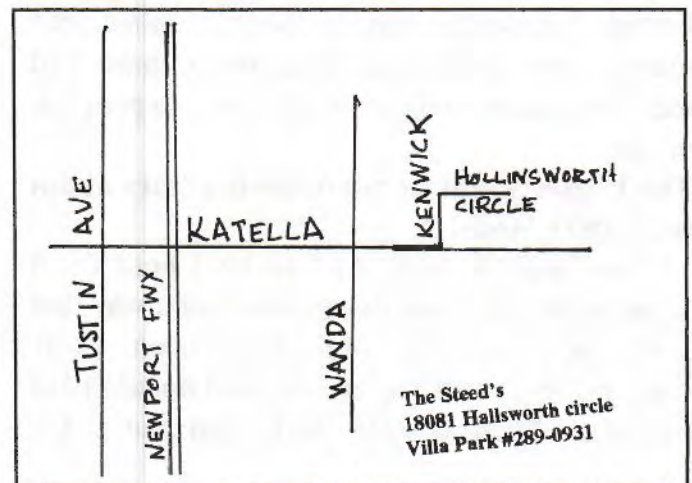 TUSTIN AVE
NEWPORT FWY
KATELLA
WANDA
KENWICK
HOLLINSWORTH
CIRCLE
The Steed's
18081 Hallsworth circle
Villa Park #289-0931